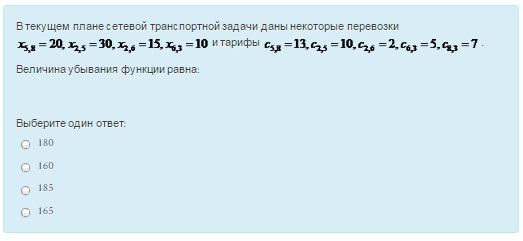 В текущем плане сетевой транспортной задачи даны некоторые перевозки
x₅,₈ = 20, x₂,₅ = 30, x₂,₆ = 15, x₆,₃ = 10 и тарифы c₅,₈ = 13, c₂,₅ = 10, c₂,₆ = 2, c₆,₃ = 5, c₈,₃ = 7 .
Величина убывания функции равна:
Выберите один ответ:
180
160
185
165